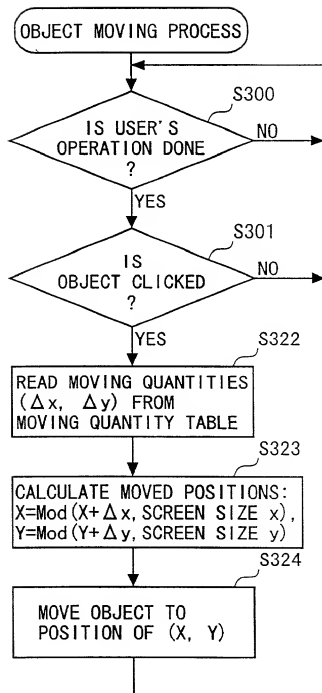 OBJECT MOVING PROCESS
S300
IS USER'S
OPERATION DONE
?
NO
YES
S301
IS
OBJECT CLICKED
?
NO
YES
S322
READ MOVING QUANTITIES
(Δx, Δy) FROM
MOVING QUANTITY TABLE
S323
CALCULATE MOVED POSITIONS:
X=Mod(X+Δx, SCREEN SIZE x),
Y=Mod(Y+Δy, SCREEN SIZE y)
S324
MOVE OBJECT TO
POSITION OF (X, Y)